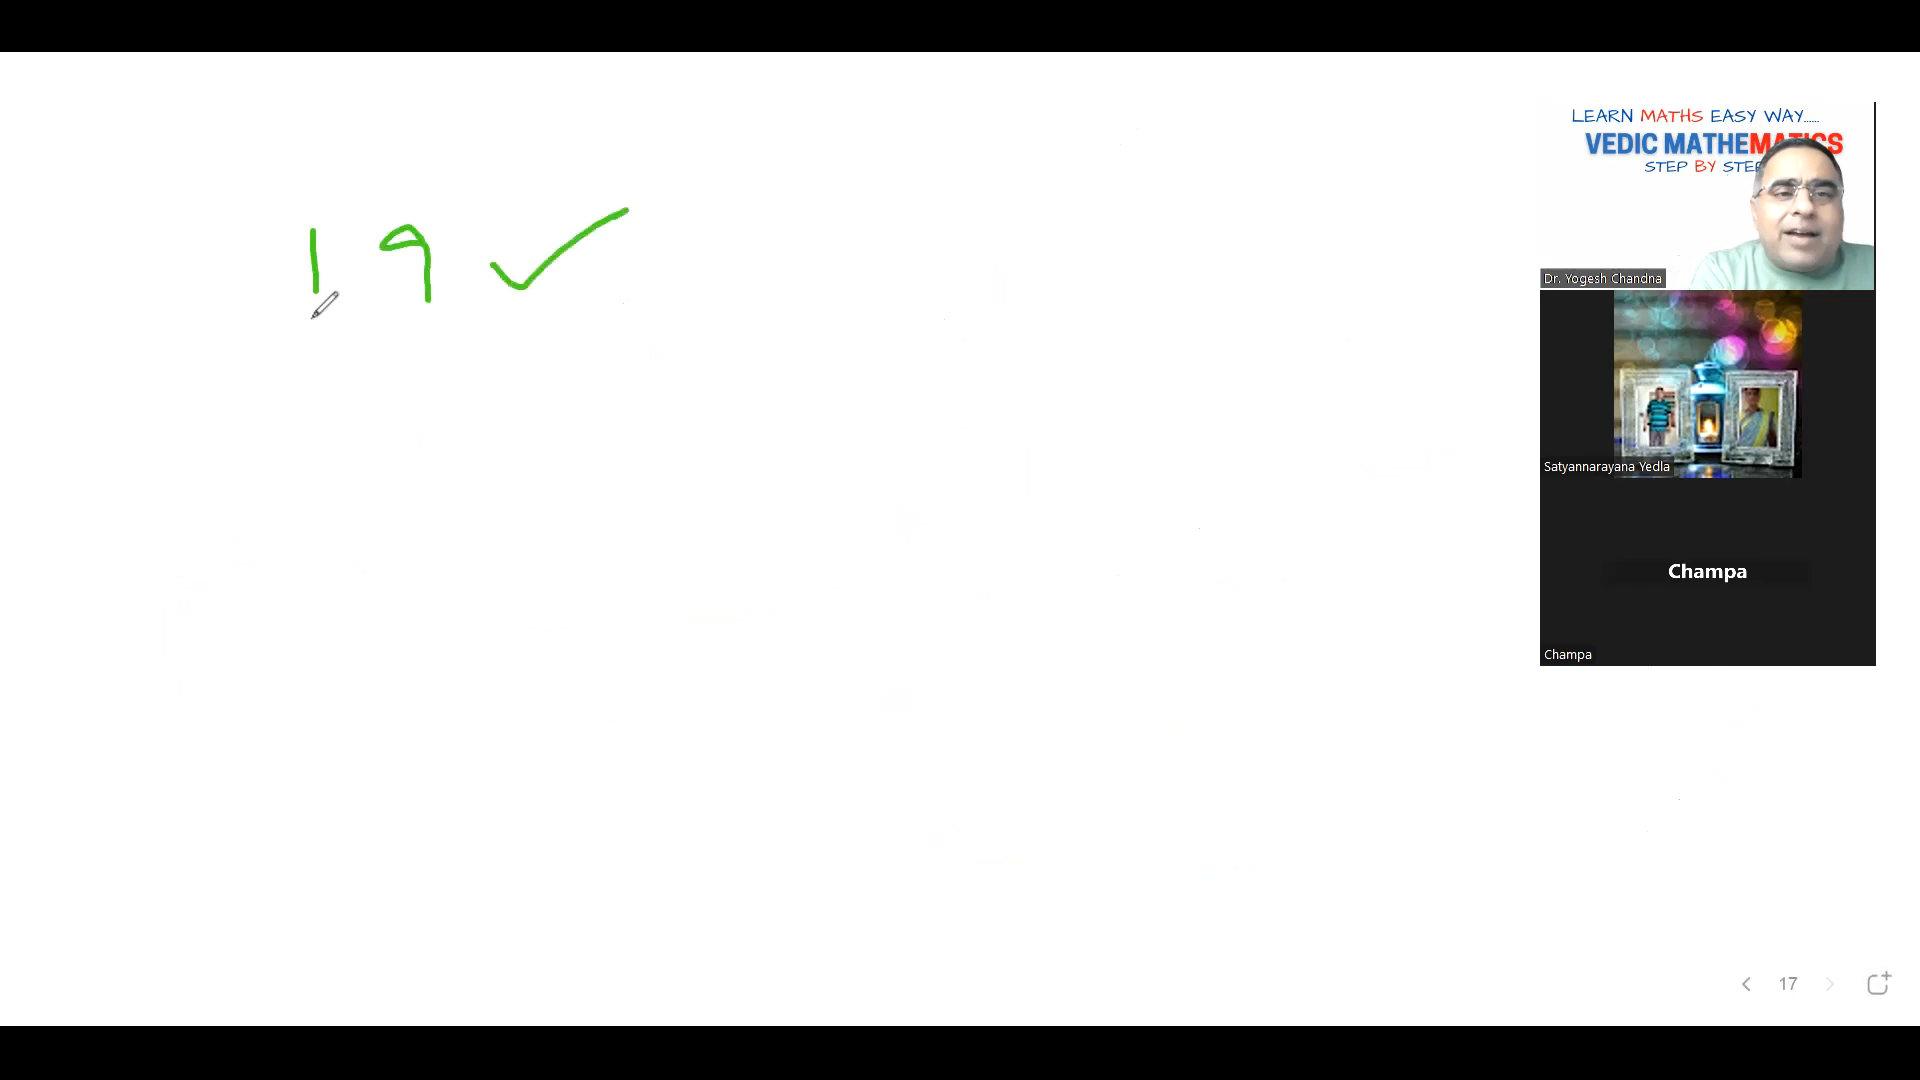 1 9 ✓
LEARN MATHS EASY WAY......
VEDIC MATHEMATICS
STEP BY STEP
Dr. Yogesh Chandna
Satyannarayana Yedla
Champa
Champa
17